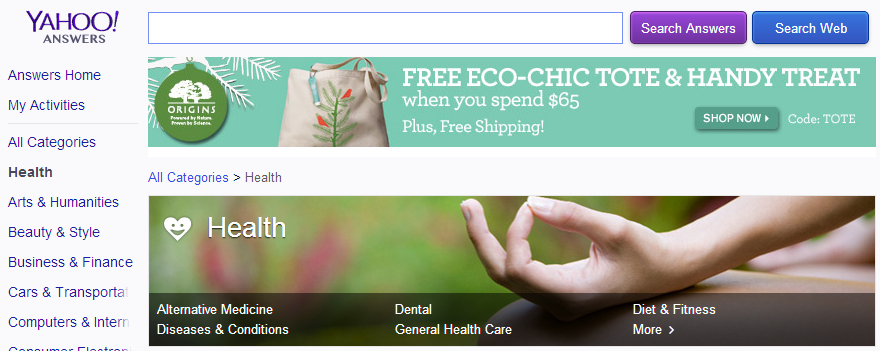 YAHOO!
ANSWERS
Search Answers
Search Web
Answers Home
My Activities
All Categories
Health
Arts & Humanities
Beauty & Style
Business & Finance
Cars & Transportat
Computers & Intern
Consumer Electron
ORIGINS
Powered by Nature.
Proven by Science.
FREE ECO-CHIC TOTE & HANDY TREAT
when you spend $65
Plus, Free Shipping!
SHOP NOW
Code: TOTE
All Categories > Health
Health
Alternative Medicine
Dental
Diet & Fitness
Diseases & Conditions
General Health Care
More >